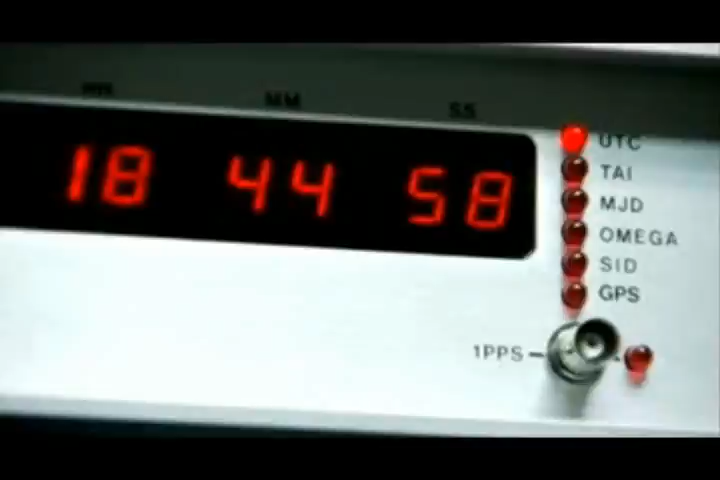 HH MM SS
18 44 58
UTC
TAI
MJD
OMEGA
SID
GPS
1PPS